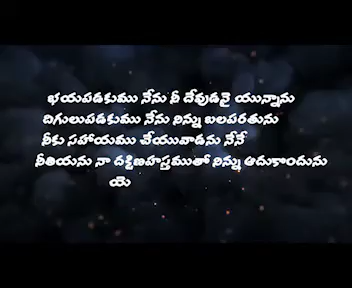 భయపడకుము నేను నీ దేవుడనై యున్నాను
దిగులుపడకుము నేను నిన్ను బలపరతును
నీకు సహాయము చేయువాడను నేనే
నీతియను నా దక్షిణహస్తముతో నిన్ను ఆదుకొందును
యె